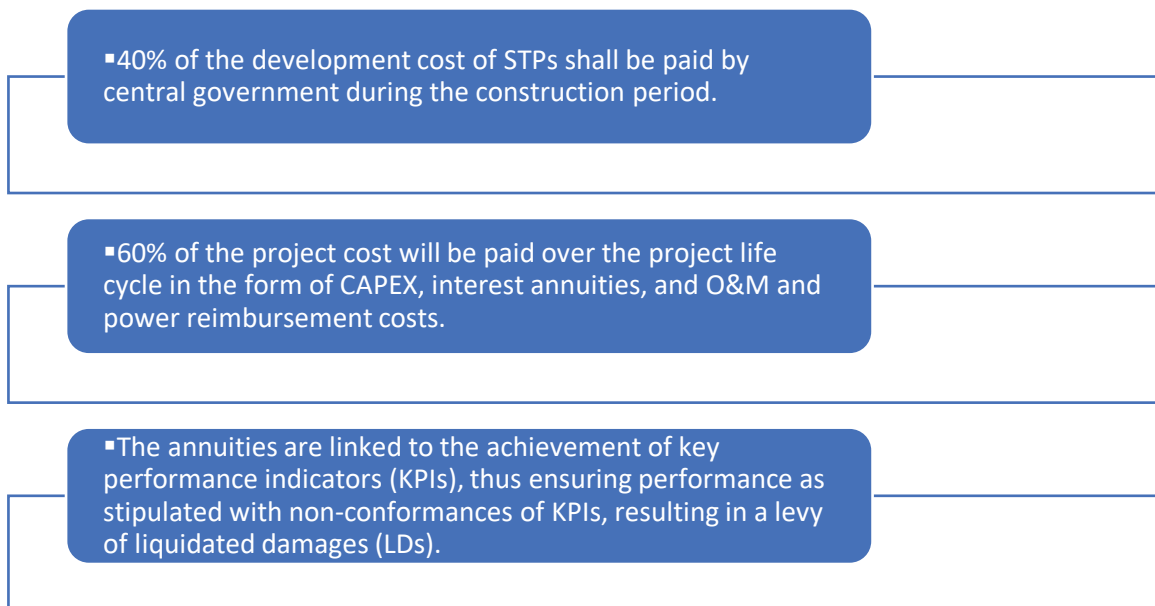 ▪40% of the development cost of STPs shall be paid by
central government during the construction period.
▪60% of the project cost will be paid over the project life
cycle in the form of CAPEX, interest annuities, and O&M and
power reimbursement costs.
▪The annuities are linked to the achievement of key
performance indicators (KPIs), thus ensuring performance as
stipulated with non-conformances of KPIs, resulting in a levy
of liquidated damages (LDs).